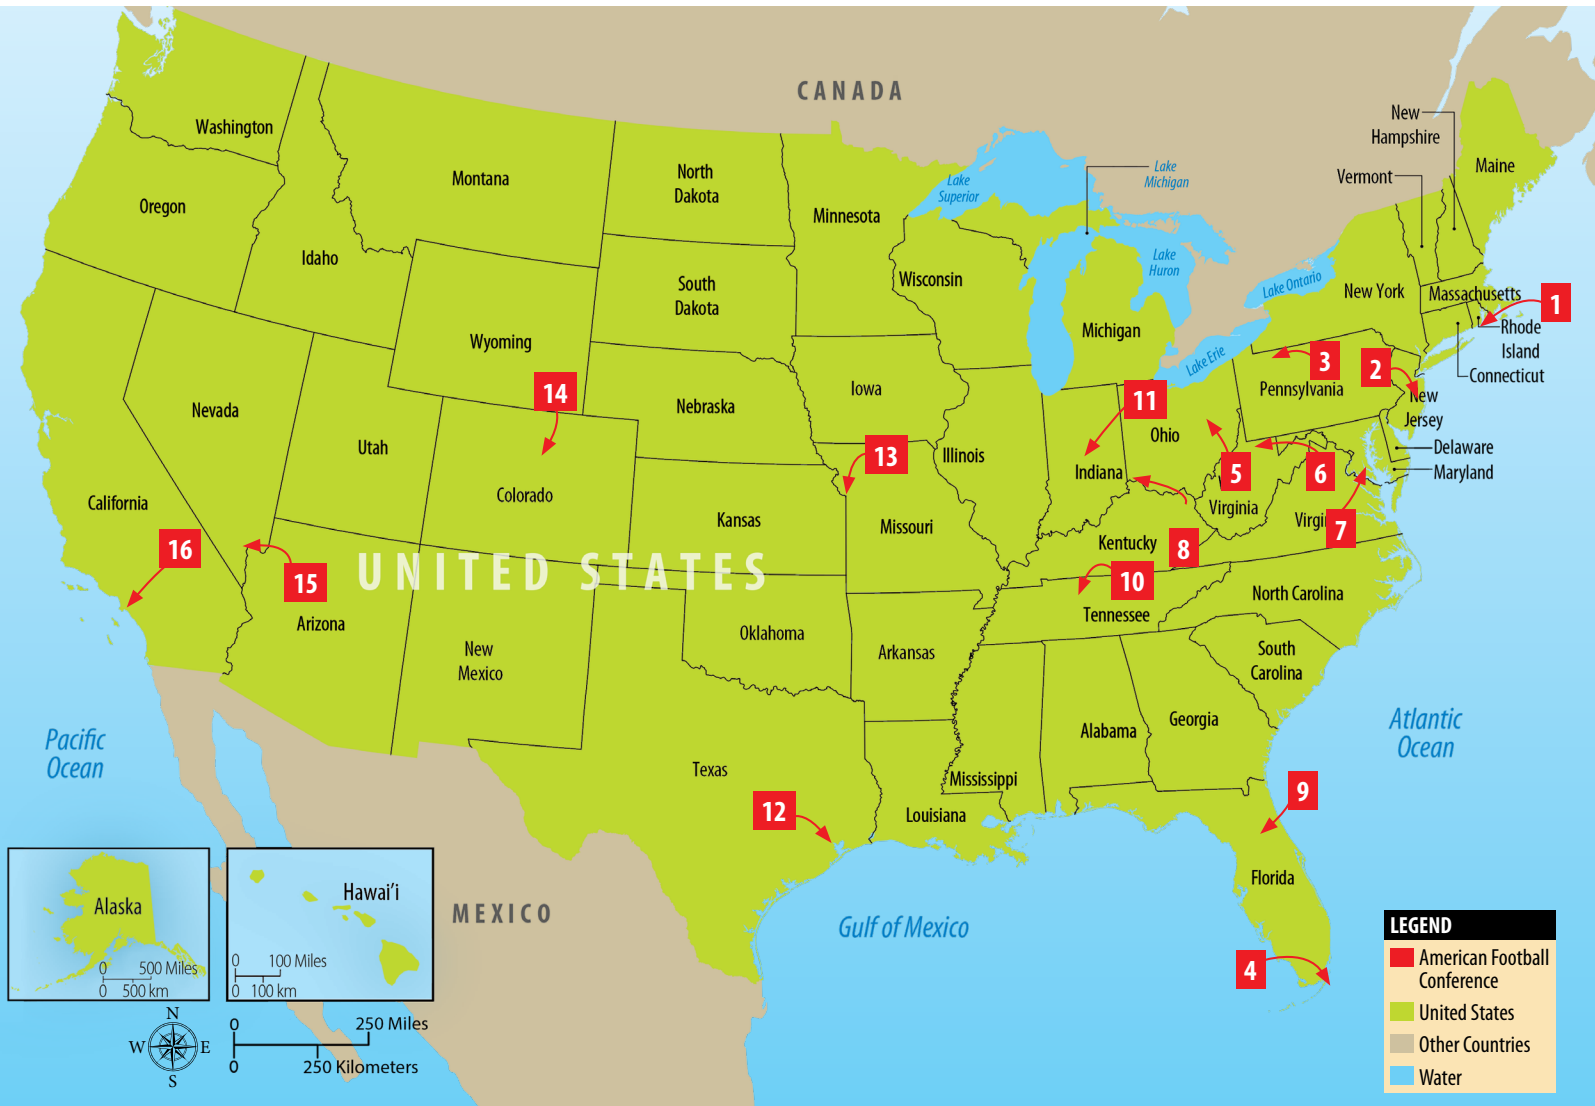 CANADA
Washington
Montana
North
Dakota
Minnesota
Lake
Superior
Lake
Michigan
New
Hampshire
Vermont
Maine
Oregon
Idaho
South
Dakota
Wisconsin
Lake
Huron
Lake Ontario
New York
Massachusetts
1
Rhode
Island
Connecticut
Wyoming
Michigan
Lake Erie
3
2
Pennsylvania
New
Jersey
14
Nebraska
Iowa
11
Nevada
Utah
Colorado
13
Illinois
Indiana
Ohio
5
6
Delaware
Maryland
California
Kansas
Missouri
Virginia
Virgi
7
16
15
UNITED STATES
Kentucky
8
10
Tennessee
North Carolina
Arizona
New
Mexico
Oklahoma
Arkansas
South
Carolina
Pacific
Ocean
Texas
Mississippi
Alabama
Georgia
Atlantic
Ocean
12
Louisiana
9
Florida
4
MEXICO
Gulf of Mexico
Alaska
0 500 Miles
0 500 km
Hawai'i
0 100 Miles
0 100 km
N
W E
S
0 250 Miles
0 250 Kilometers
LEGEND
American Football
Conference
United States
Other Countries
Water